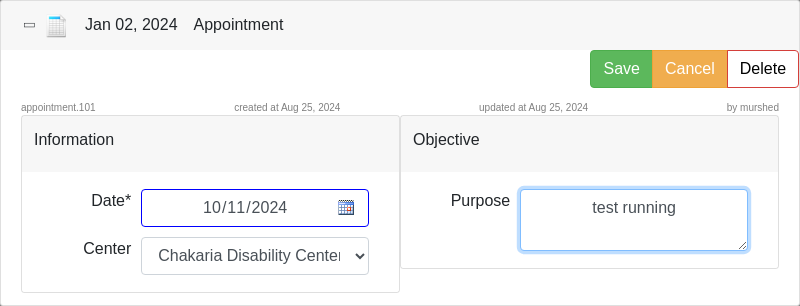 Jan 02, 2024 Appointment
Save Cancel Delete
appointment.101 created at Aug 25, 2024 updated at Aug 25, 2024 by murshed
Information
Date* 10/11/2024
Center Chakaria Disability Center
Objective
Purpose test running